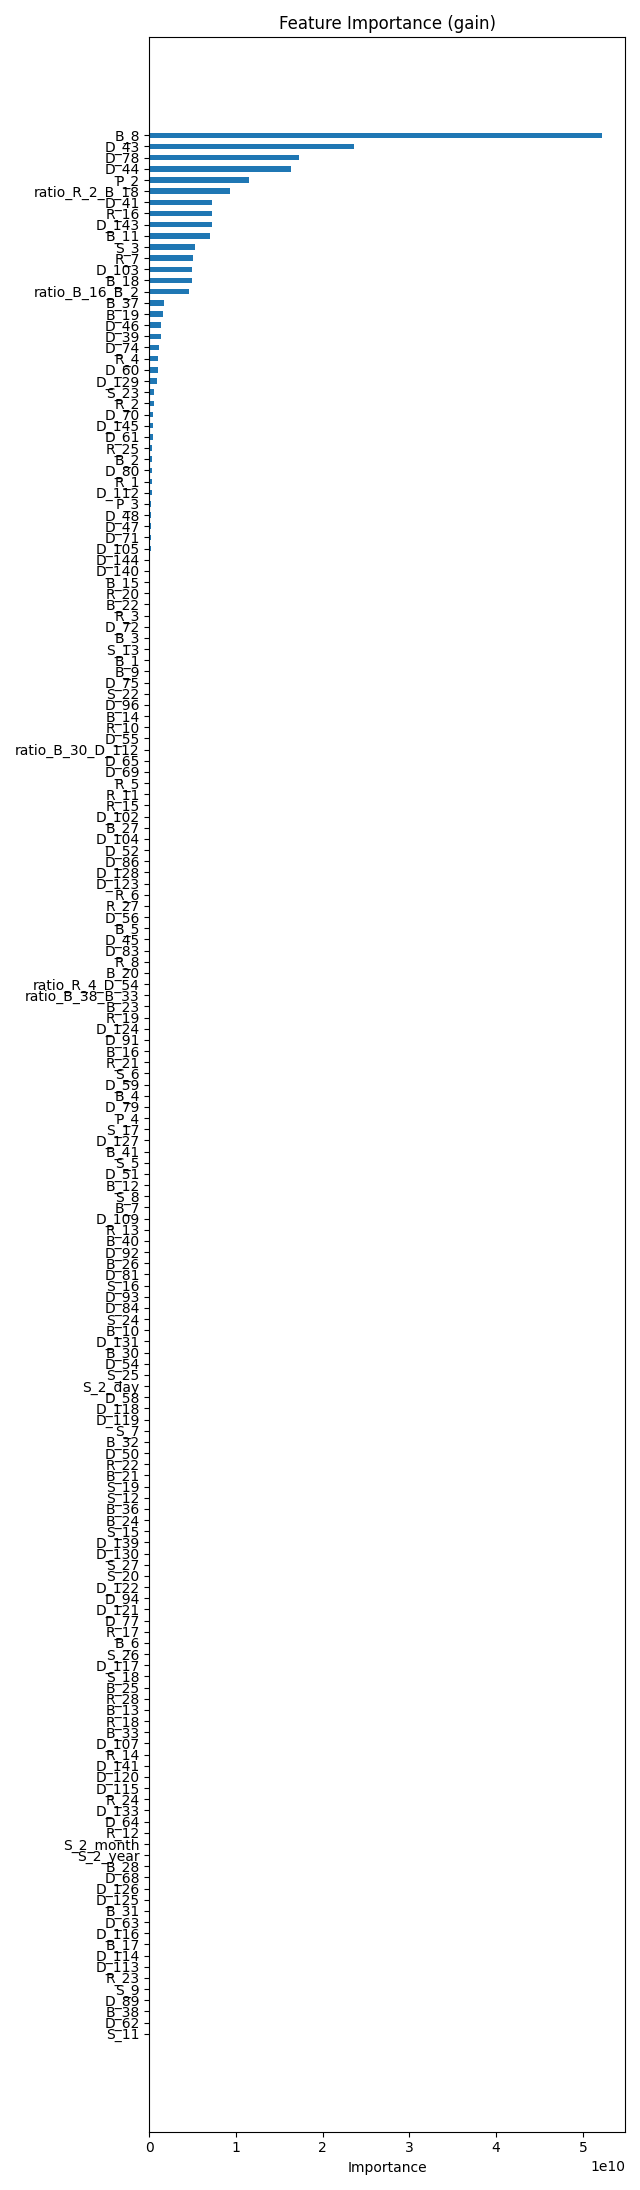 Feature Importance (gain)
B_8
D_43
D_78
D_44
P_2
ratio_R_2_B_18
D_41
R_16
D_143
B_11
S_3
R_7
D_103
B_18
ratio_B_16_B_2
B_37
B_19
D_46
D_39
D_74
R_4
D_60
D_129
S_23
R_2
D_70
D_145
D_61
R_25
B_2
D_80
R_1
D_112
P_3
D_48
D_47
D_71
D_105
D_144
D_140
B_15
R_20
B_22
R_3
D_72
B_3
S_13
B_1
B_9
D_75
S_22
D_96
B_14
R_10
D_55
ratio_B_30_D_112
D_65
D_69
R_5
R_11
R_15
D_102
B_27
D_104
D_52
D_86
D_128
D_123
R_6
R_27
D_56
B_5
D_45
D_83
R_8
B_20
ratio_R_4_D_54
ratio_B_38_B_33
B_23
R_19
D_124
D_91
B_16
R_21
S_6
D_59
B_4
D_79
P_4
S_17
D_127
B_41
S_5
D_51
B_12
S_8
B_7
D_109
R_13
B_40
D_92
B_26
D_81
S_16
D_93
D_84
S_24
B_10
D_131
B_30
D_54
S_25
S_2_day
D_58
D_118
D_119
S_7
B_32
D_50
R_22
B_21
S_19
S_12
B_36
B_24
S_15
D_139
D_130
S_27
S_20
D_122
D_94
D_121
D_77
R_17
B_6
S_26
D_117
S_18
B_25
R_28
B_13
R_18
B_33
D_107
R_14
D_141
D_120
D_115
R_24
D_133
D_64
R_12
S_2_month
S_2_year
B_28
D_68
D_126
D_125
B_31
D_63
D_116
B_17
D_114
D_113
R_23
S_9
D_89
B_38
D_62
S_11
0 1 2 3 4 5
1e10
Importance